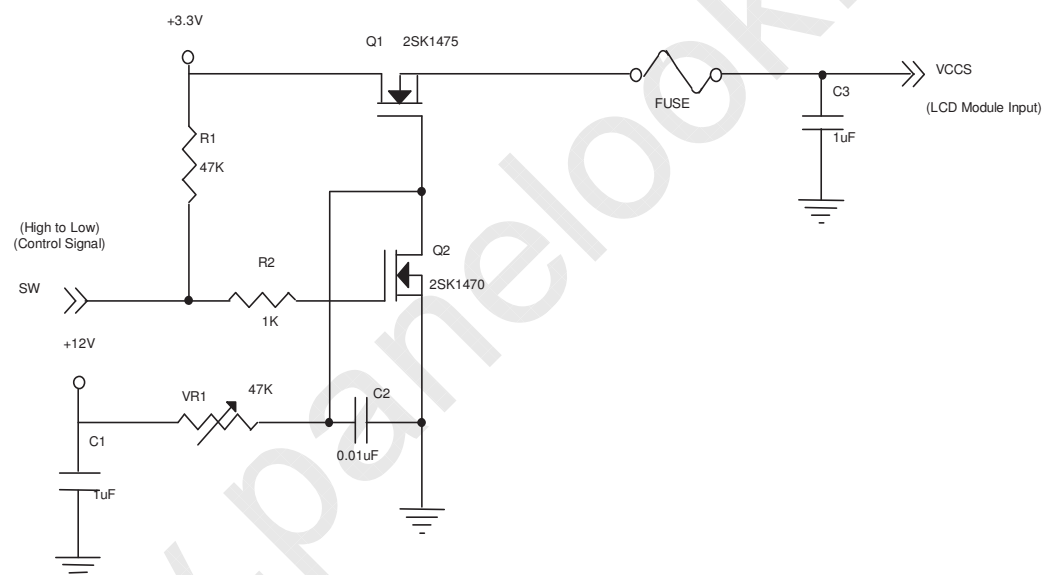 +3.3V
Q1 2SK1475
VCCS
FUSE
C3
(LCD Module Input)
R1
1uF
47K
(High to Low)
(Control Signal)
Q2
R2
SW
2SK1470
1K
+12V
VR1
47K
C2
C1
0.01uF
1uF
.panelook.